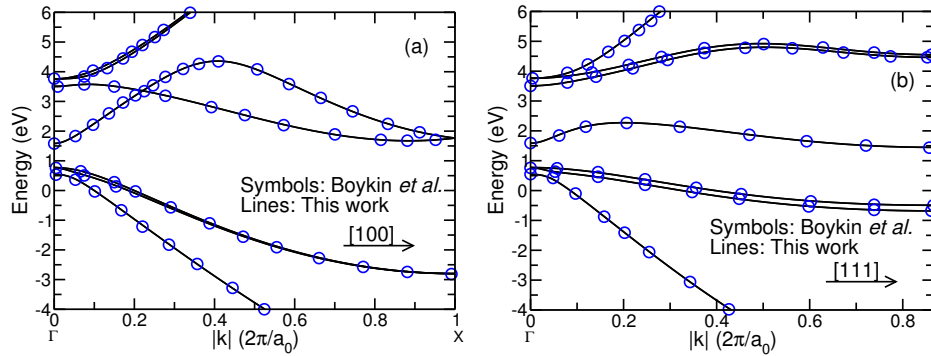 6
5
4
3
2
1
0
-1
-2
-3
-4
Energy (eV)
(a)
Symbols: Boykin et al.
Lines: This work
[100]
0 0.2 0.4 0.6 0.8 1
Γ X
|k| (2π/a0)
6
5
4
3
2
1
0
-1
-2
-3
-4
Energy (eV)
(b)
Symbols: Boykin et al.
Lines: This work
[111]
0 0.2 0.4 0.6 0.8
Γ
|k| (2π/a0)